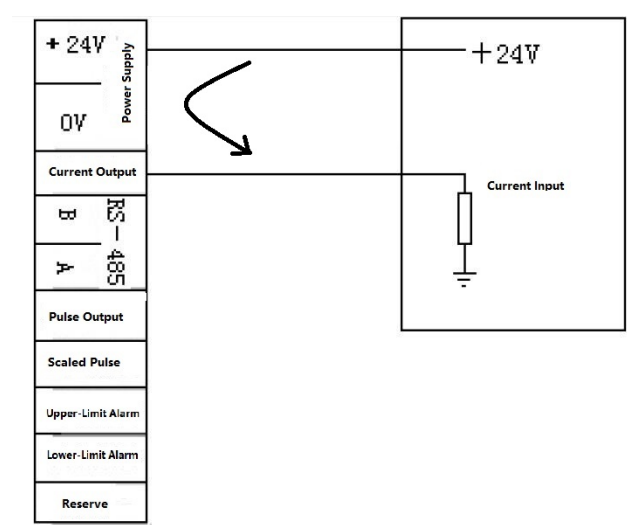 + 24V
Power Supply
0V
Current Output
RS-485
B
A
Pulse Output
Scaled Pulse
Upper-Limit Alarm
Lower-Limit Alarm
Reserve
+24V
Current Input